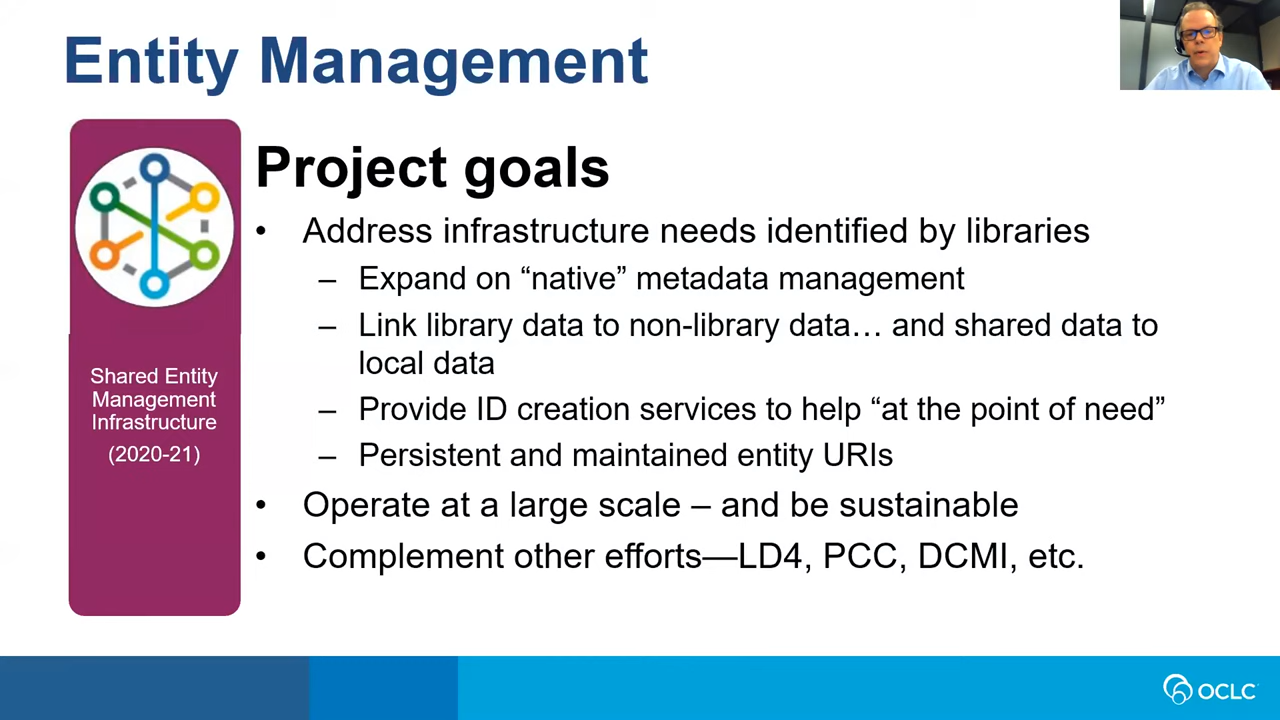 Entity Management
Project goals
• Address infrastructure needs identified by libraries
– Expand on “native” metadata management
– Link library data to non-library data… and shared data to
local data
– Provide ID creation services to help “at the point of need”
– Persistent and maintained entity URIs
• Operate at a large scale – and be sustainable
• Complement other efforts—LD4, PCC, DCMI, etc.
Shared Entity
Management
Infrastructure
(2020-21)
OCLC